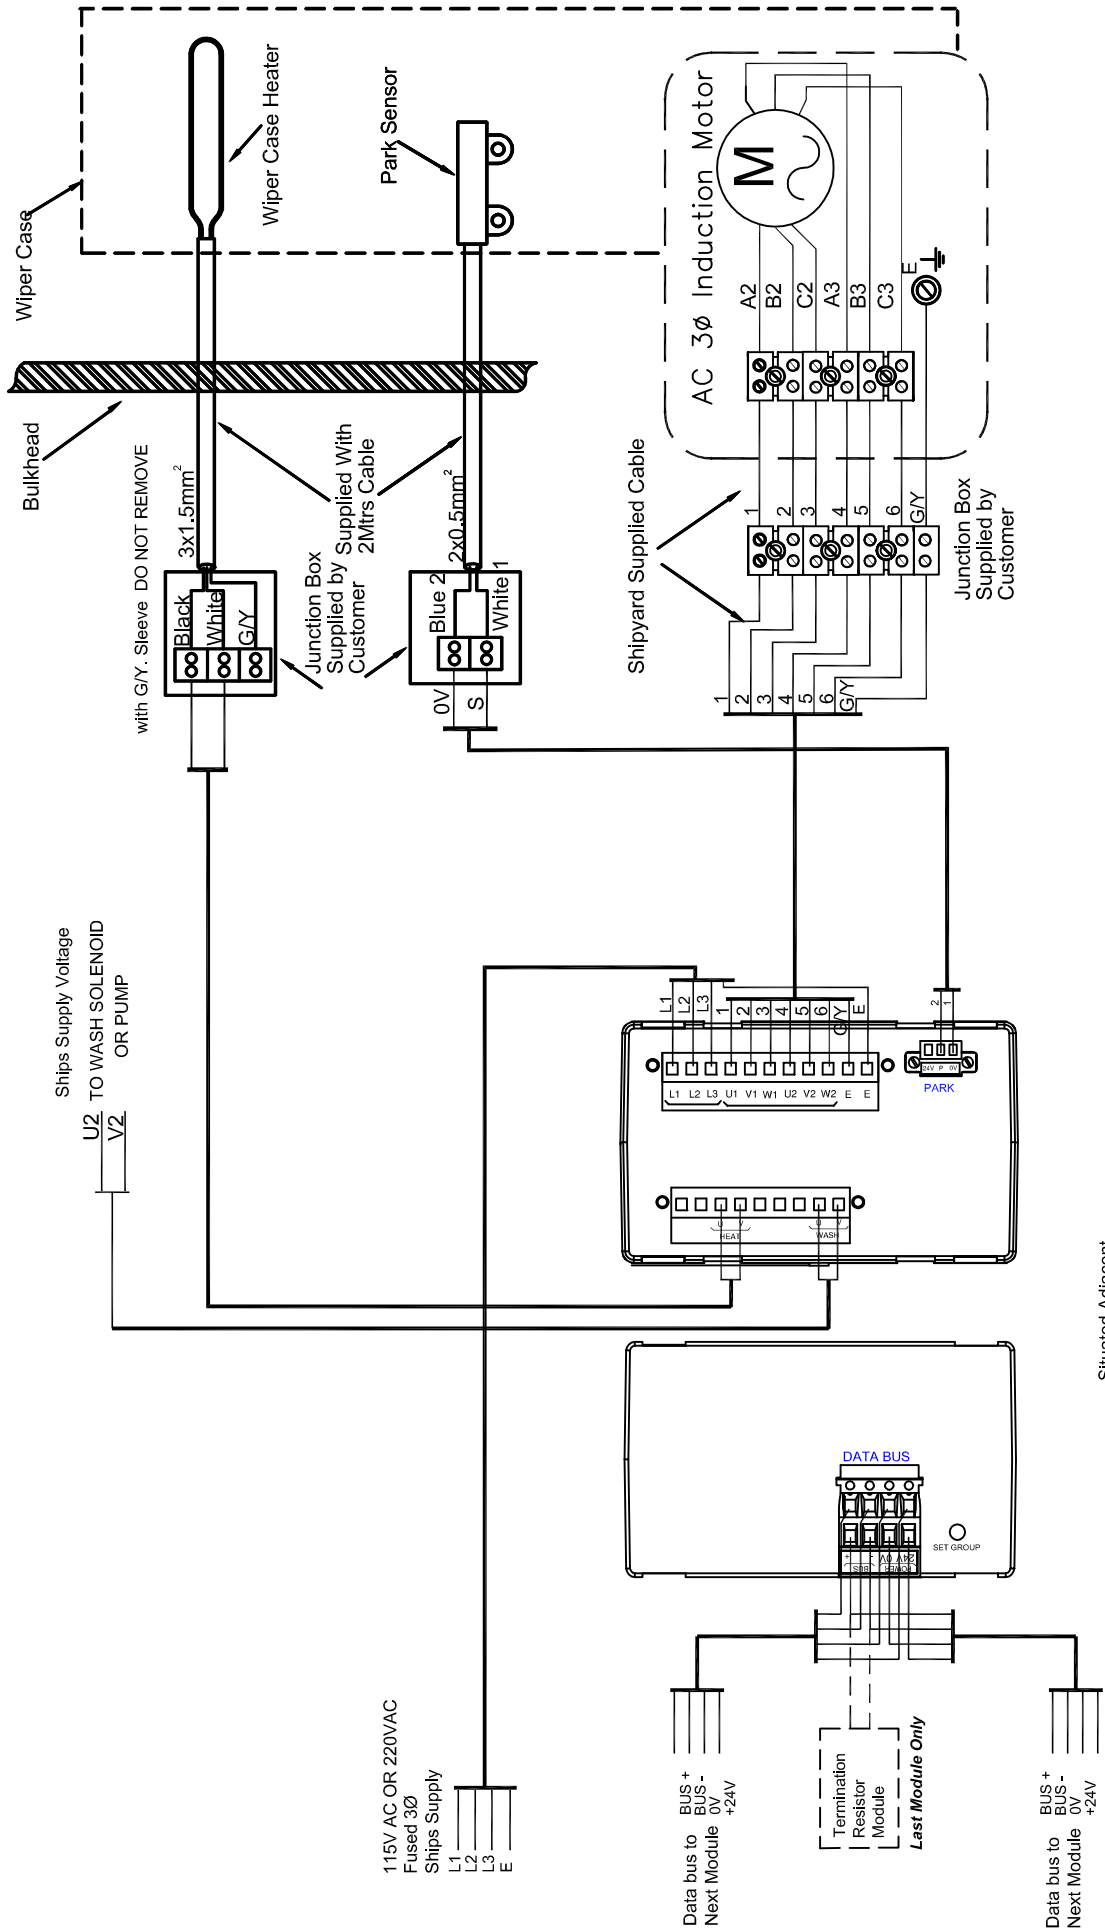 Wiper Case
Wiper Case Heater
Park Sensor
AC 3Ø Induction Motor
M
A2
B2
C2
A3
B3
C3
E
Bulkhead
with G/Y. Sleeve DO NOT REMOVE
3x1.5mm²
Supplied With
2Mtrs Cable
2x0.5mm²
Black
White
G/Y
Junction Box
Supplied by
Customer
Blue 2
White 1
0V
S
Shipyard Supplied Cable
1
2
3
4
5
6
G/Y
Junction Box
Supplied by
Customer
1
2
3
4
5
6
G/Y
Ships Supply Voltage
TO WASH SOLENOID
OR PUMP
U2
V2
L1
L2
L3
1
2
3
4
5
6
G/Y
E
L1 L2 L3 U1 V1 W1 U2 V2 W2 E E
2
1
24V P 0V
PARK
U V
HEAT
U V
WASH
DATA BUS
+ - 0V 24V
BUS POWER
SET GROUP
115V AC OR 220VAC
Fused 3Ø
Ships Supply
L1
L2
L3
E
Data bus to
Next Module
BUS +
BUS -
0V
+24V
Termination
Resistor
Module
Last Module Only
Data bus to
Next Module
BUS +
BUS -
0V
+24V